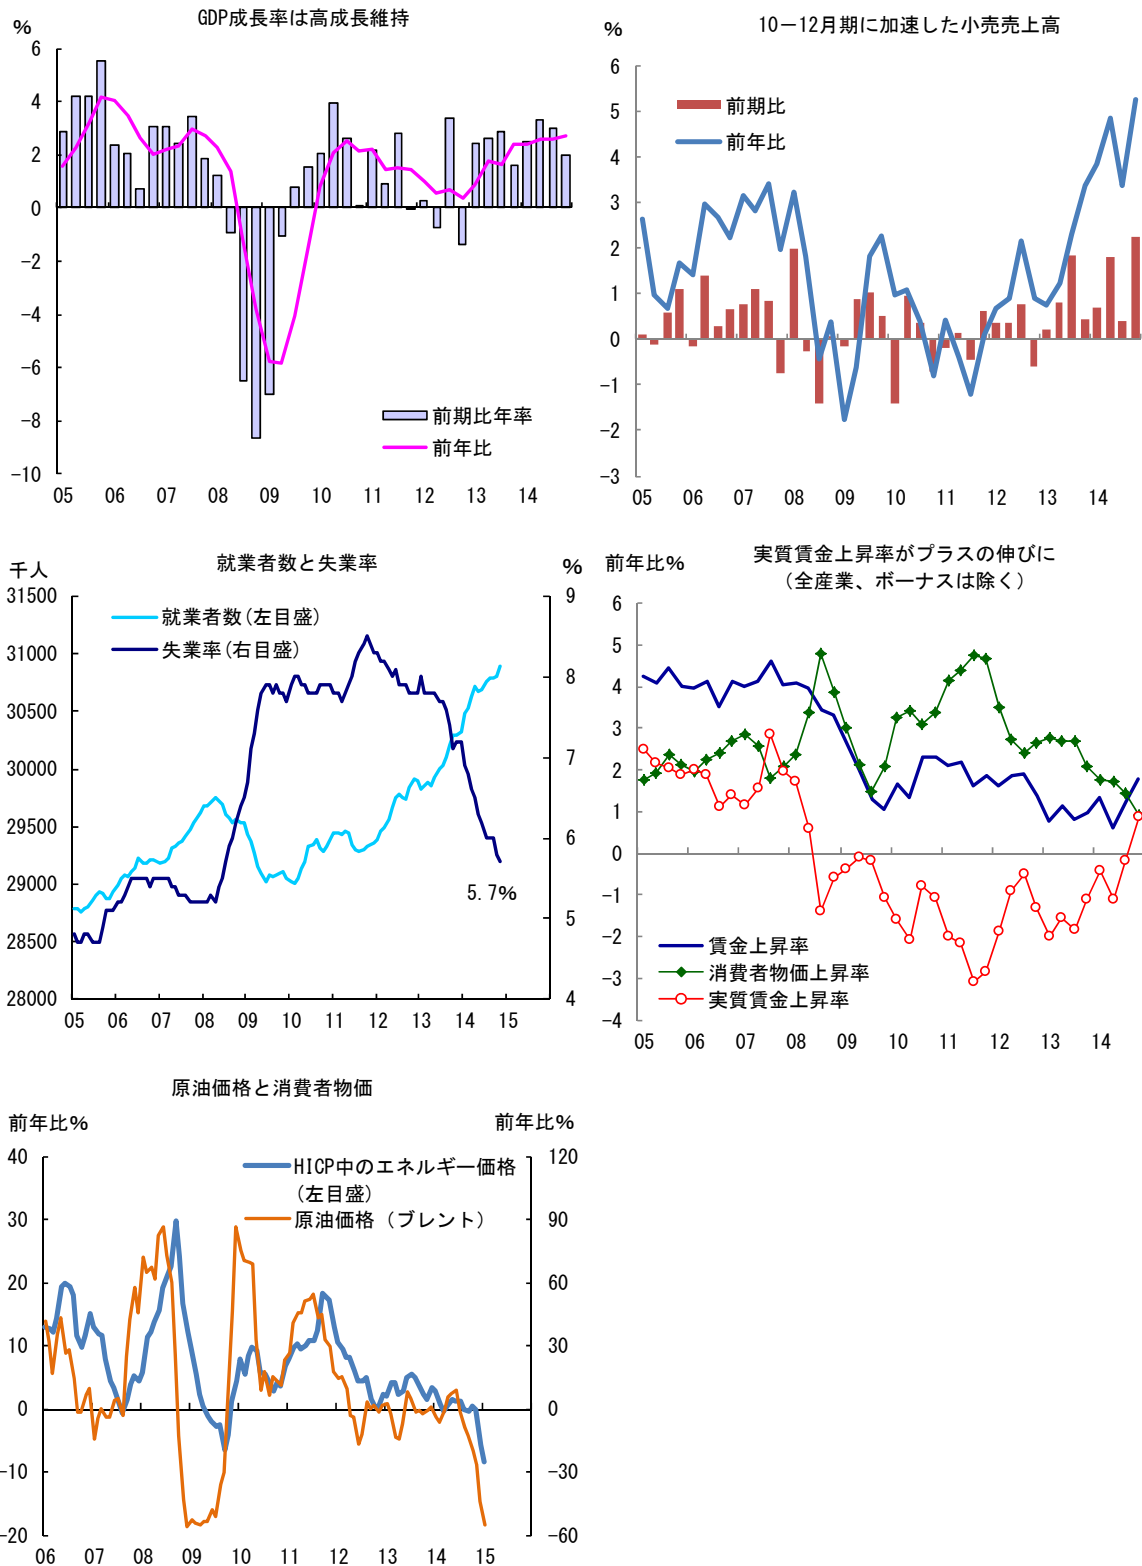 GDP成長率は高成長維持
%
6
4
2
0
−2
−4
−6
−8
−10
前期比年率
前年比
05 06 07 08 09 10 11 12 13 14
10－12月期に加速した小売売上高
%
6
5
4
3
2
1
0
−1
−2
−3
前期比
前年比
05 06 07 08 09 10 11 12 13 14
就業者数と失業率
千人
%
31500
31000
30500
30000
29500
29000
28500
28000
就業者数(左目盛)
失業率(右目盛)
9
8
7
6
5
4
5.7%
05 06 07 08 09 10 11 12 13 14 15
実質賃金上昇率がプラスの伸びに
(全産業、ボーナスは除く)
前年比%
6
5
4
3
2
1
0
−1
−2
−3
−4
賃金上昇率
消費者物価上昇率
実質賃金上昇率
05 06 07 08 09 10 11 12 13 14
原油価格と消費者物価
前年比%
前年比%
40
30
20
10
0
−10
−20
HICP中のエネルギー価格
(左目盛)
原油価格（ブレント）
120
90
60
30
0
−30
−60
06 07 08 09 10 11 12 13 14 15